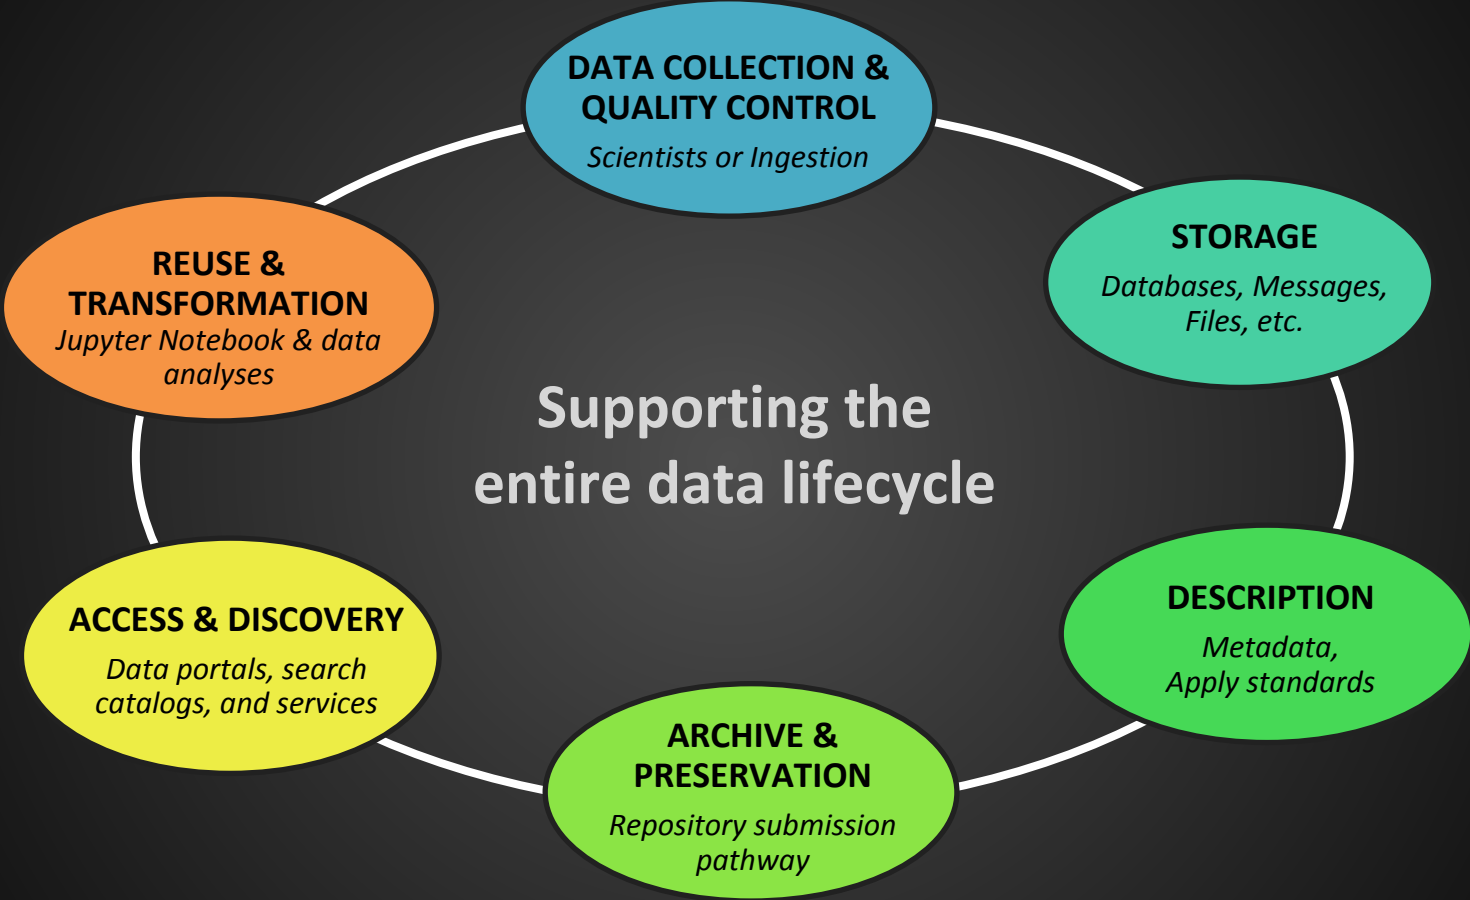 DATA COLLECTION &
QUALITY CONTROL
Scientists or Ingestion
STORAGE
Databases, Messages,
Files, etc.
DESCRIPTION
Metadata,
Apply standards
ARCHIVE &
PRESERVATION
Repository submission
pathway
ACCESS & DISCOVERY
Data portals, search
catalogs, and services
REUSE &
TRANSFORMATION
Jupyter Notebook & data
analyses
Supporting the
entire data lifecycle